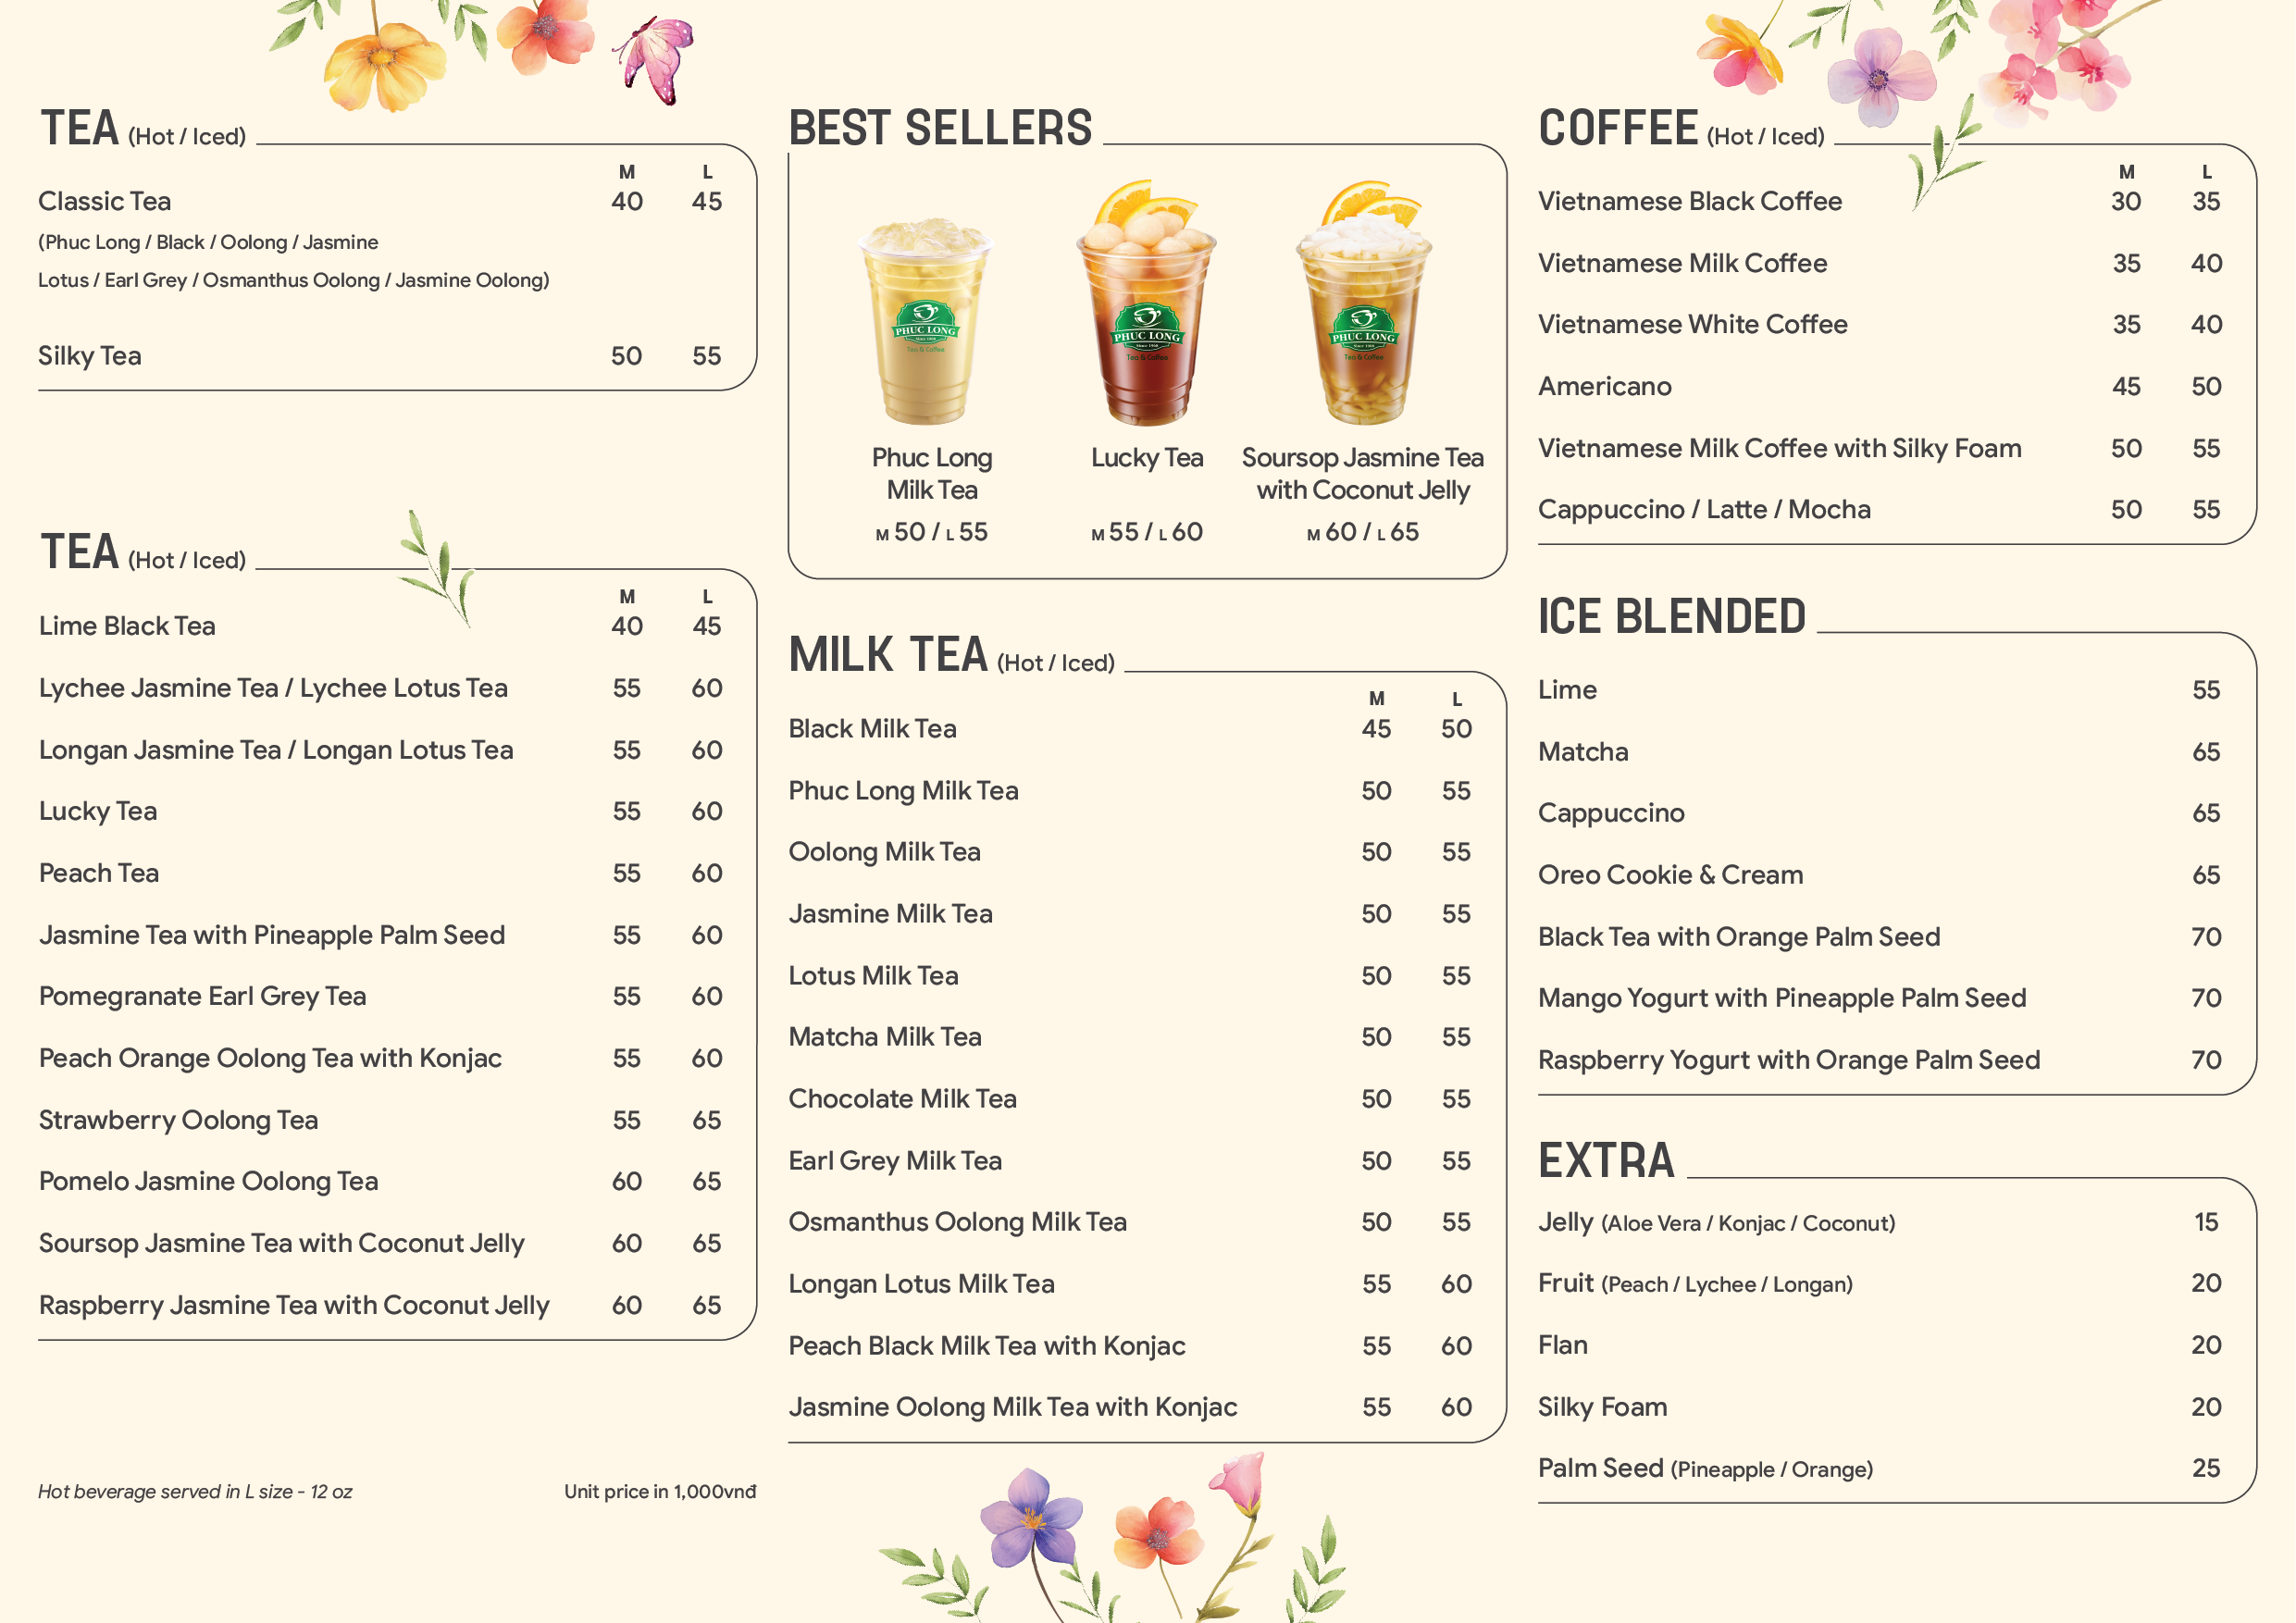 TEA (Hot / Iced)
M L
Classic Tea 40 45
(Phuc Long / Black / Oolong / Jasmine
Lotus / Earl Grey / Osmanthus Oolong / Jasmine Oolong)
Silky Tea 50 55
TEA (Hot / Iced)
M L
Lime Black Tea 40 45
Lychee Jasmine Tea / Lychee Lotus Tea 55 60
Longan Jasmine Tea / Longan Lotus Tea 55 60
Lucky Tea 55 60
Peach Tea 55 60
Jasmine Tea with Pineapple Palm Seed 55 60
Pomegranate Earl Grey Tea 55 60
Peach Orange Oolong Tea with Konjac 55 60
Strawberry Oolong Tea 55 65
Pomelo Jasmine Oolong Tea 60 65
Soursop Jasmine Tea with Coconut Jelly 60 65
Raspberry Jasmine Tea with Coconut Jelly 60 65
Hot beverage served in L size - 12 oz
Unit price in 1,000vnđ
BEST SELLERS
PHUC LONG
Since 1968
Tea & Coffee
PHUC LONG
Since 1968
Tea & Coffee
PHUC LONG
Since 1968
Tea & Coffee
Phuc Long
Milk Tea
M 50 / L 55
Lucky Tea
M 55 / L 60
Soursop Jasmine Tea
with Coconut Jelly
M 60 / L 65
MILK TEA (Hot / Iced)
M L
Black Milk Tea 45 50
Phuc Long Milk Tea 50 55
Oolong Milk Tea 50 55
Jasmine Milk Tea 50 55
Lotus Milk Tea 50 55
Matcha Milk Tea 50 55
Chocolate Milk Tea 50 55
Earl Grey Milk Tea 50 55
Osmanthus Oolong Milk Tea 50 55
Longan Lotus Milk Tea 55 60
Peach Black Milk Tea with Konjac 55 60
Jasmine Oolong Milk Tea with Konjac 55 60
COFFEE (Hot / Iced)
M L
Vietnamese Black Coffee 30 35
Vietnamese Milk Coffee 35 40
Vietnamese White Coffee 35 40
Americano 45 50
Vietnamese Milk Coffee with Silky Foam 50 55
Cappuccino / Latte / Mocha 50 55
ICE BLENDED
Lime 55
Matcha 65
Cappuccino 65
Oreo Cookie & Cream 65
Black Tea with Orange Palm Seed 70
Mango Yogurt with Pineapple Palm Seed 70
Raspberry Yogurt with Orange Palm Seed 70
EXTRA
Jelly (Aloe Vera / Konjac / Coconut) 15
Fruit (Peach / Lychee / Longan) 20
Flan 20
Silky Foam 20
Palm Seed (Pineapple / Orange) 25